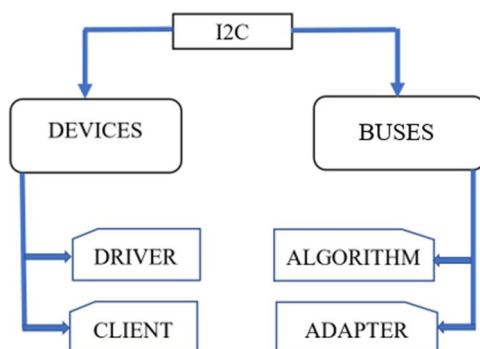 I2C
DEVICES
BUSES
DRIVER
ALGORITHM
CLIENT
ADAPTER